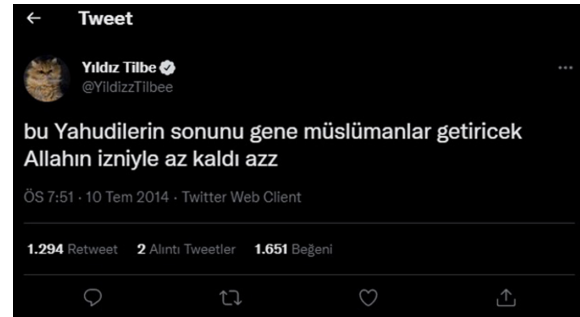 Tweet
Yıldız Tilbe
@YildizzTilbee
bu Yahudilerin sonunu gene müslümanlar getiricek
Allahın izniyle az kaldı azz
ÖS 7:51 · 10 Tem 2014 · Twitter Web Client
1.294 Retweet 2 Alıntı Tweetler 1.651 Beğeni